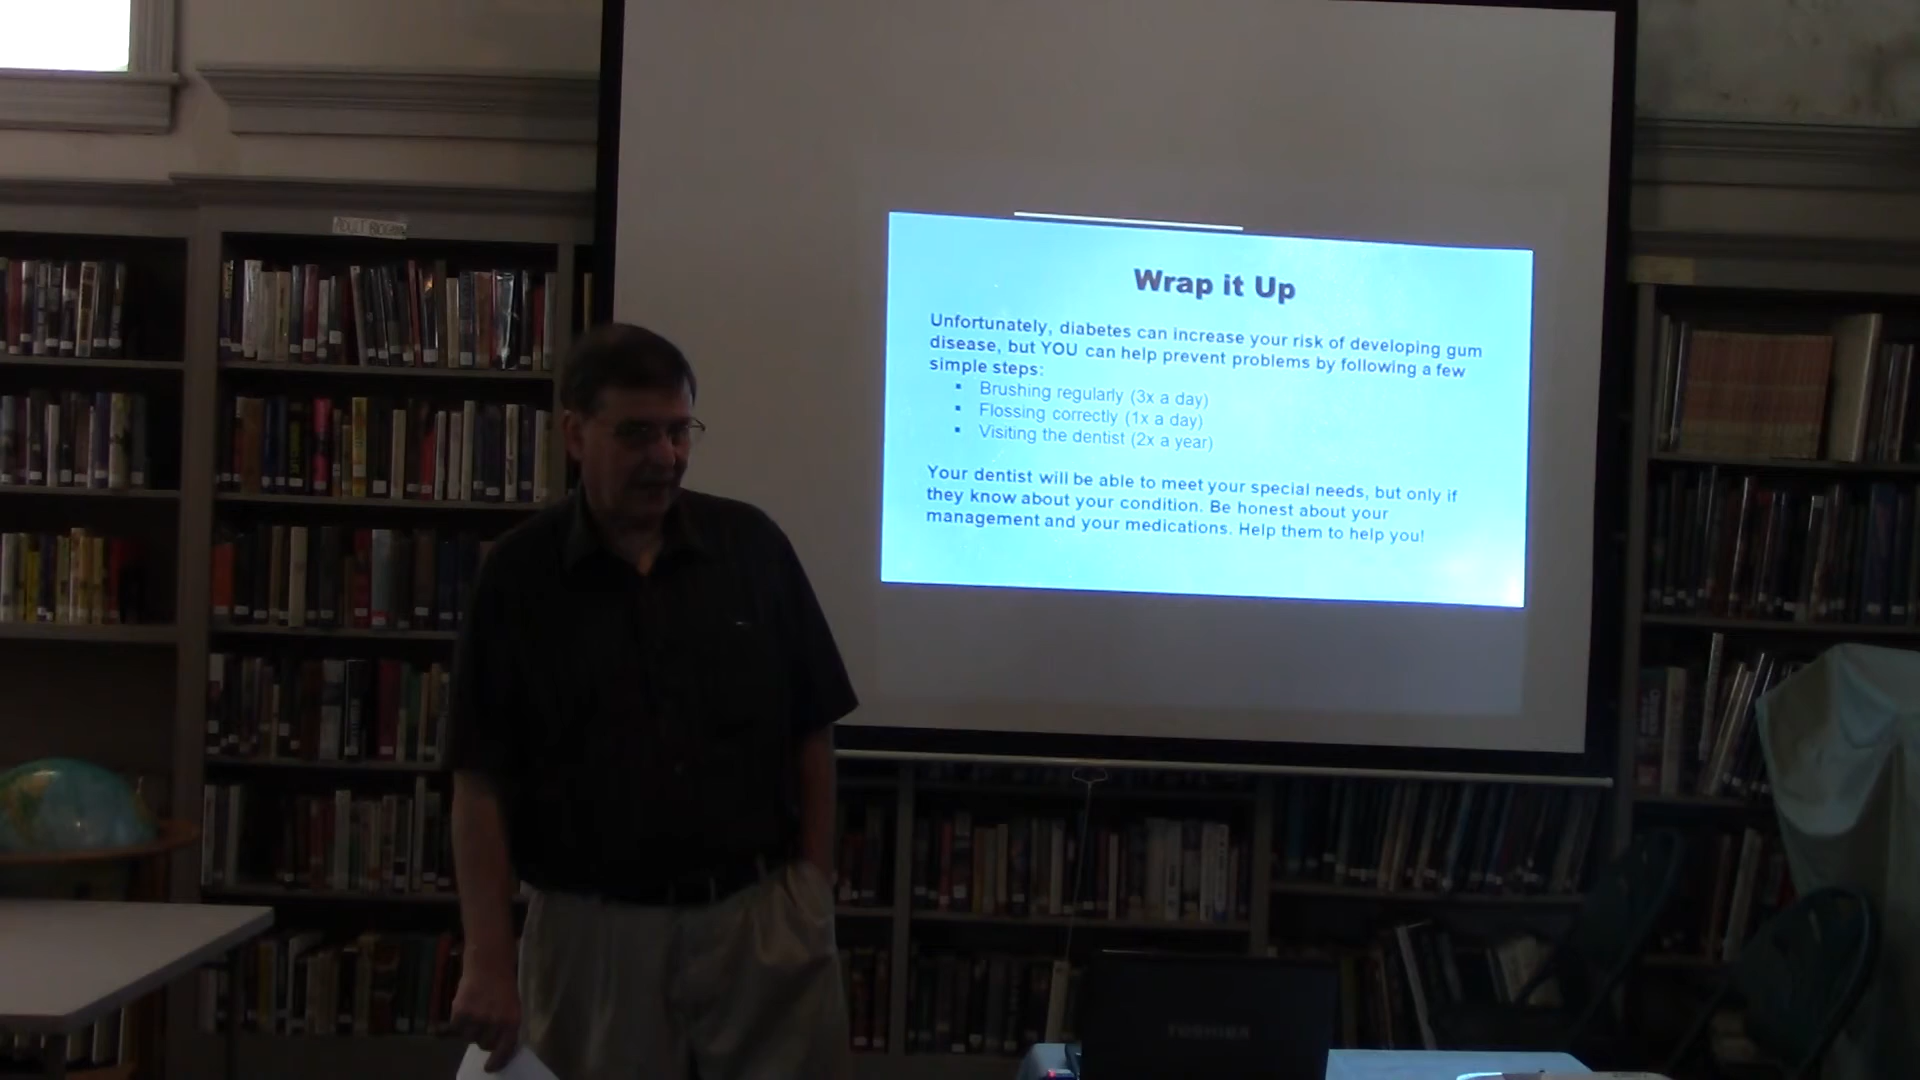 ADULT BIOGRAPHY
Wrap it Up
Unfortunately, diabetes can increase your risk of developing gum
disease, but YOU can help prevent problems by following a few
simple steps:
▪ Brushing regularly (3x a day)
▪ Flossing correctly (1x a day)
▪ Visiting the dentist (2x a year)
Your dentist will be able to meet your special needs, but only if
they know about your condition. Be honest about your
management and your medications. Help them to help you!
TOSHIBA